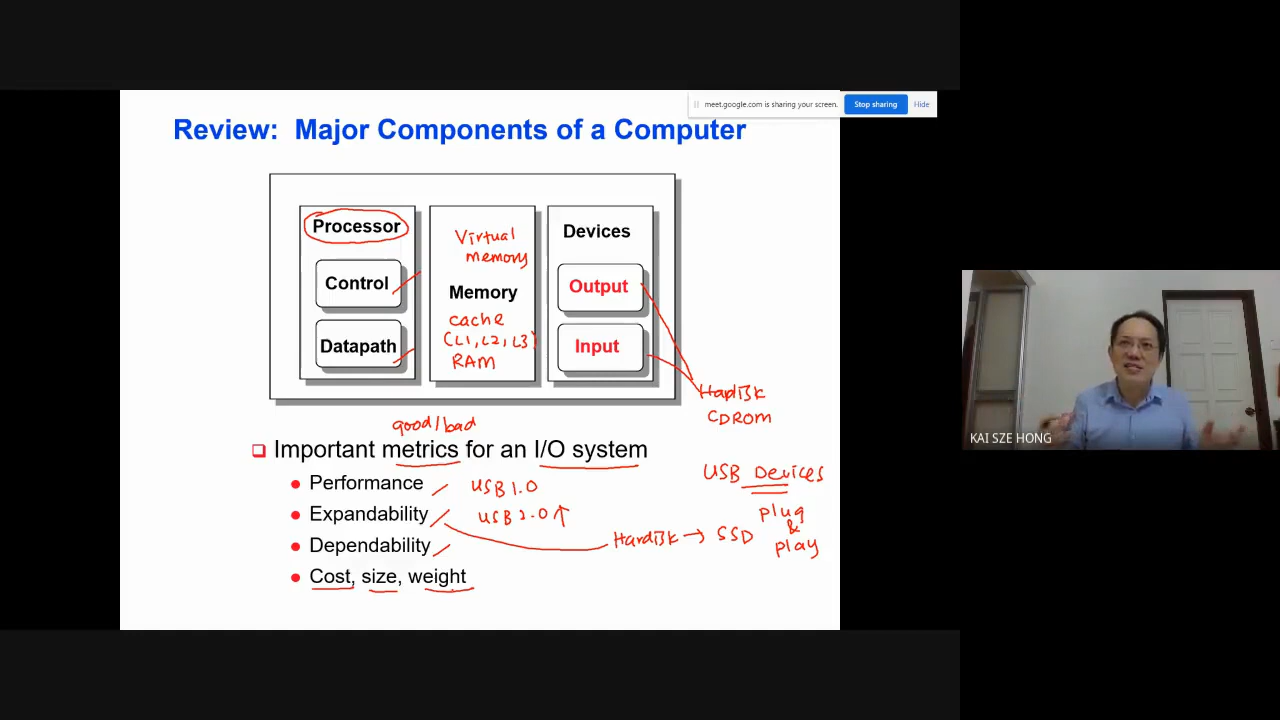 meet.google.com is sharing your screen.
Stop sharing
Hide
Review: Major Components of a Computer
Processor
Control
Datapath
Virtual
memory
Memory
cache
(L1, L2, L3)
RAM
Devices
Output
Input
Hardisk
CDROM
good/bad
Important metrics for an I/O system
Performance
USB 1.0
Expandability
USB 2.0↑
Dependability
Cost, size, weight
Hardisk → SSD
USB Devices
plug
&
play
KAI SZE HONG